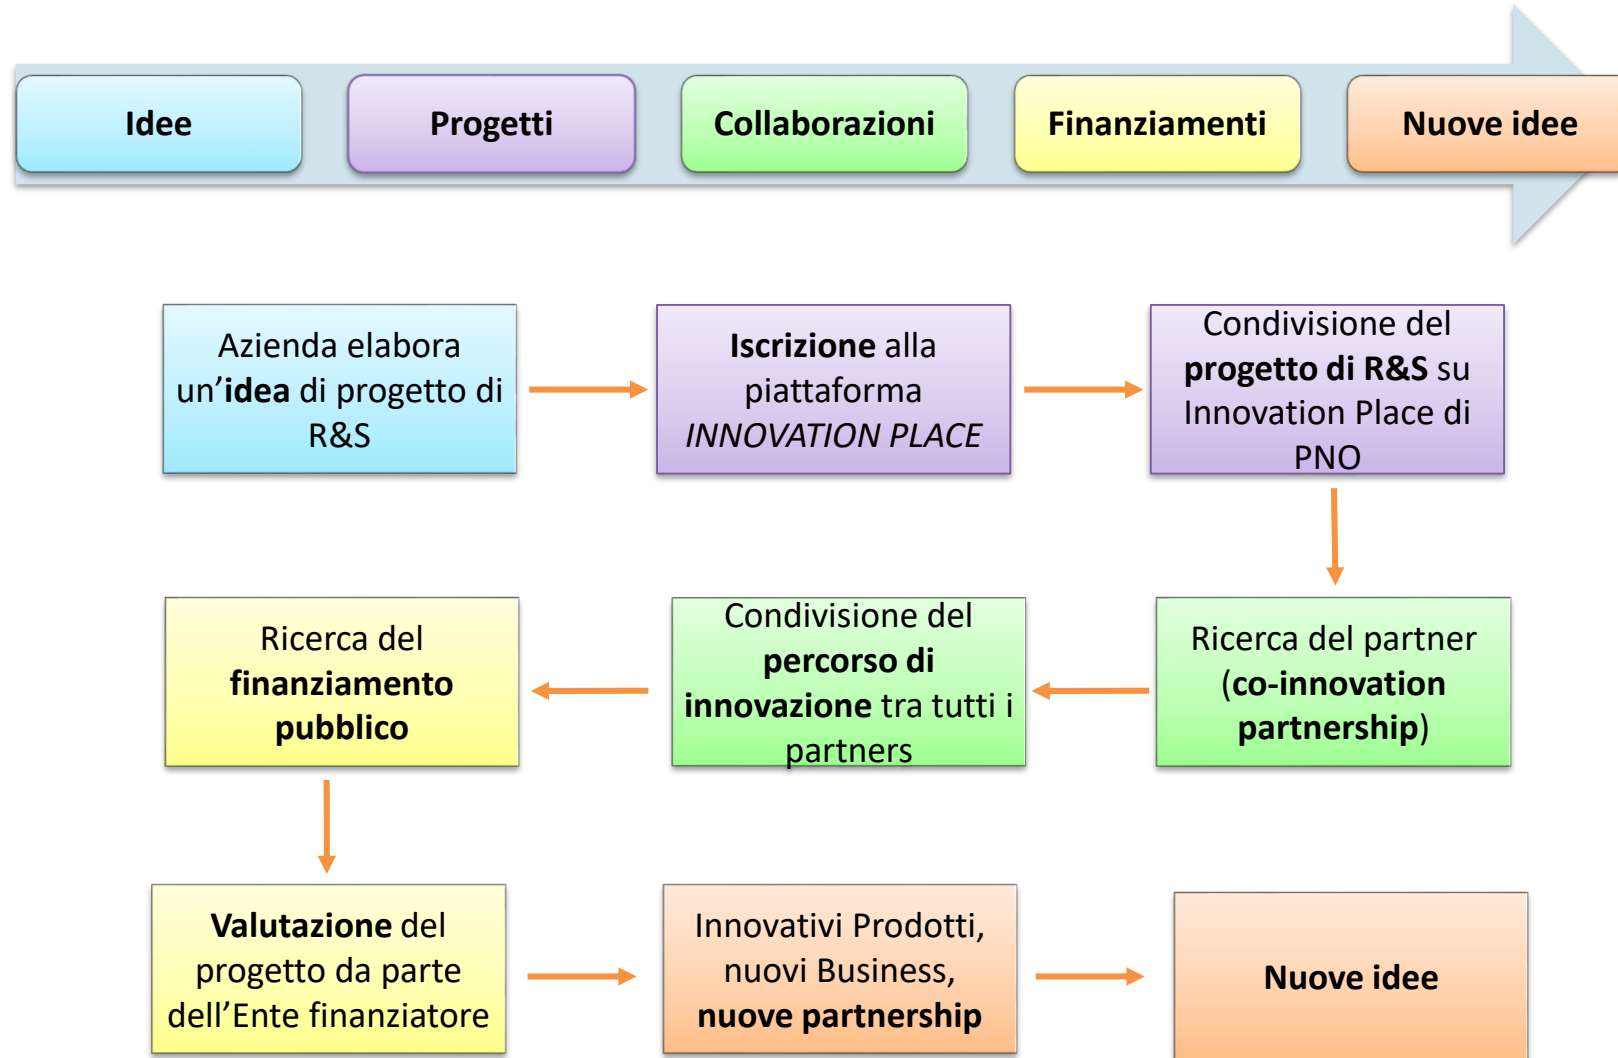 Idee
Progetti
Collaborazioni
Finanziamenti
Nuove idee
Azienda elabora
un’idea di progetto di
R&S
Iscrizione alla
piattaforma
INNOVATION PLACE
Condivisione del
progetto di R&S su
Innovation Place di
PNO
Ricerca del partner
(co-innovation
partnership)
Condivisione del
percorso di
innovazione tra tutti i
partners
Ricerca del
finanziamento
pubblico
Valutazione del
progetto da parte
dell’Ente finanziatore
Innovativi Prodotti,
nuovi Business,
nuove partnership
Nuove idee